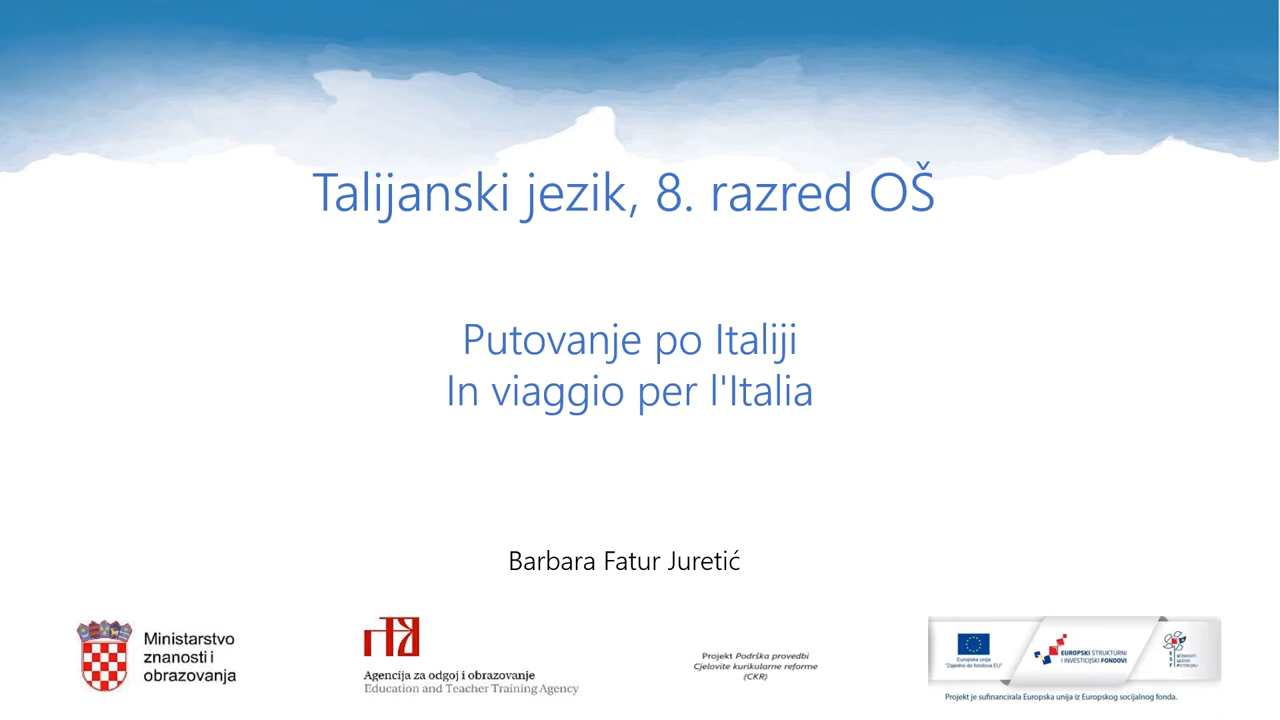 Talijanski jezik, 8. razred OŠ
Putovanje po Italiji
In viaggio per l'Italia
Barbara Fatur Juretić
Ministarstvo
znanosti i
obrazovanja
Agencija za odgoj i obrazovanje
Education and Teacher Training Agency
Projekt Podrška provedbi
Cjelovite kurikularne reforme
(CKR)
Europska unija
"Zajedno do fondova EU"
EUROPSKI STRUKTURNI
I INVESTICIJSKI FONDOVI
Projekt je sufinancirala Europska unija iz Europskog socijalnog fonda.